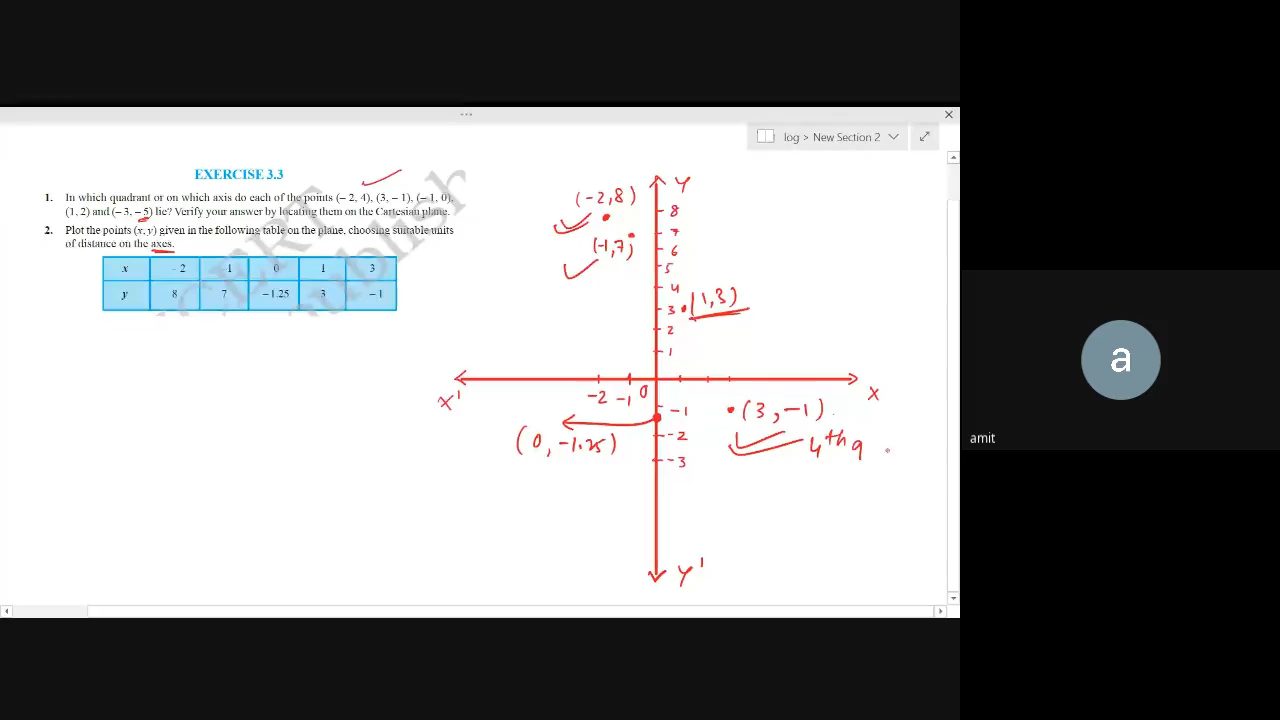 log > New Section 2
EXERCISE 3.3
1. In which quadrant or on which axis do each of the points (– 2, 4), (3, – 1), (– 1, 0),
(1, 2) and (– 3, – 5) lie? Verify your answer by locating them on the Cartesian plane.
2. Plot the points (x, y) given in the following table on the plane, choosing suitable units
of distance on the axes.
x – 2 –1 0 1 3
y 8 7 – 1.25 3 – 1
Y
(-2,8)
8
7
(-1,7)
6
5
4
3 (1,3)
2
1
X' -2 -1 0 X
-1 (3,-1)
(0,-1.25) -2 4th q
-3
Y'
a
amit